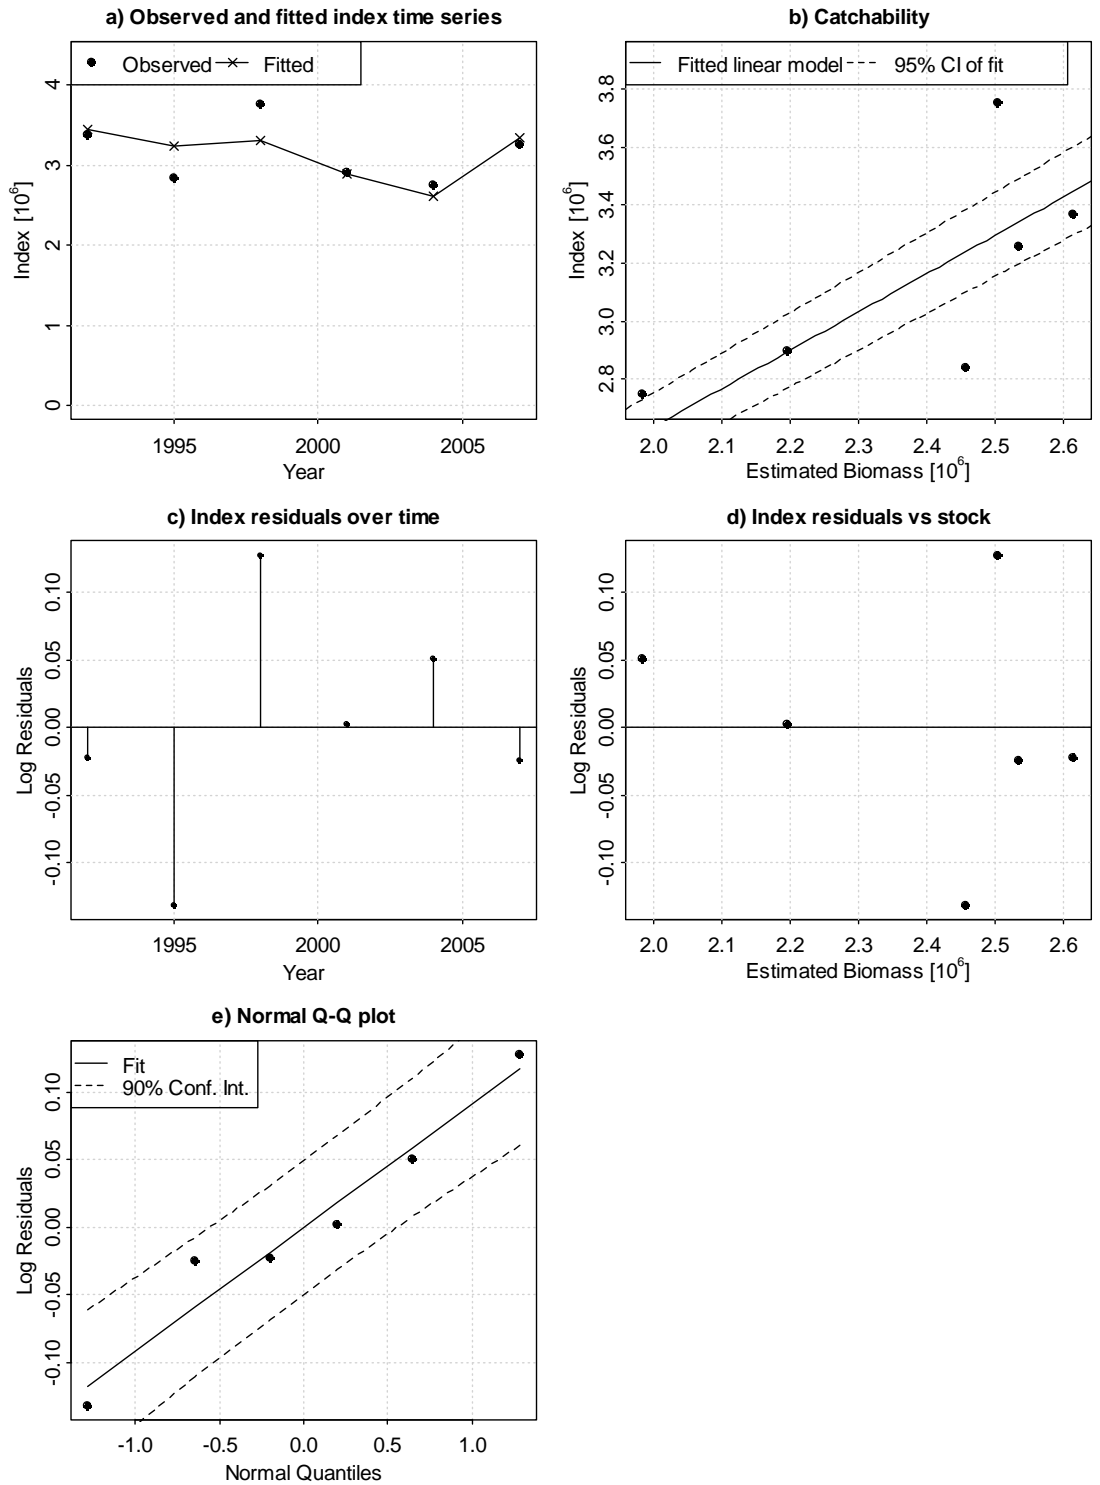 a) Observed and fitted index time series
Observed Fitted
Index [10^6]
0 1 2 3 4
1995 2000 2005
Year
b) Catchability
Fitted linear model 95% CI of fit
Index [10^6]
2.8 3.0 3.2 3.4 3.6 3.8
2.0 2.1 2.2 2.3 2.4 2.5 2.6
Estimated Biomass [10^6]
c) Index residuals over time
Log Residuals
-0.10 -0.05 0.00 0.05 0.10
1995 2000 2005
Year
d) Index residuals vs stock
Log Residuals
-0.10 -0.05 0.00 0.05 0.10
2.0 2.1 2.2 2.3 2.4 2.5 2.6
Estimated Biomass [10^6]
e) Normal Q-Q plot
Fit
90% Conf. Int.
Log Residuals
-0.10 -0.05 0.00 0.05 0.10
-1.0 -0.5 0.0 0.5 1.0
Normal Quantiles